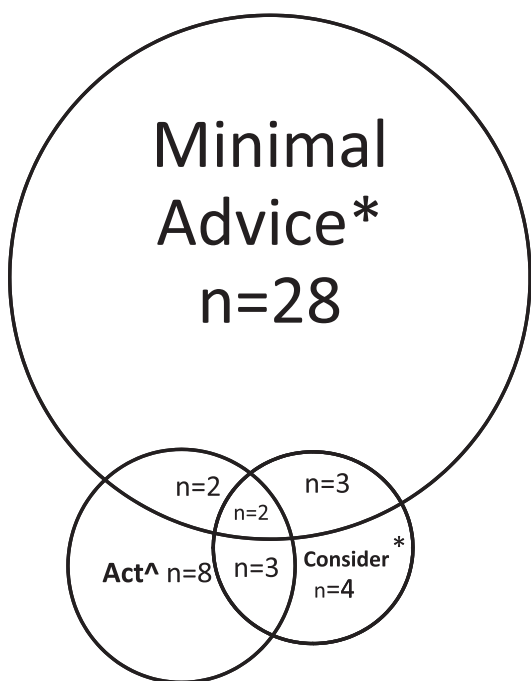 Minimal
Advice*
n=28
n=2
n=3
n=2
Act^ n=8
n=3
Consider *
n=4